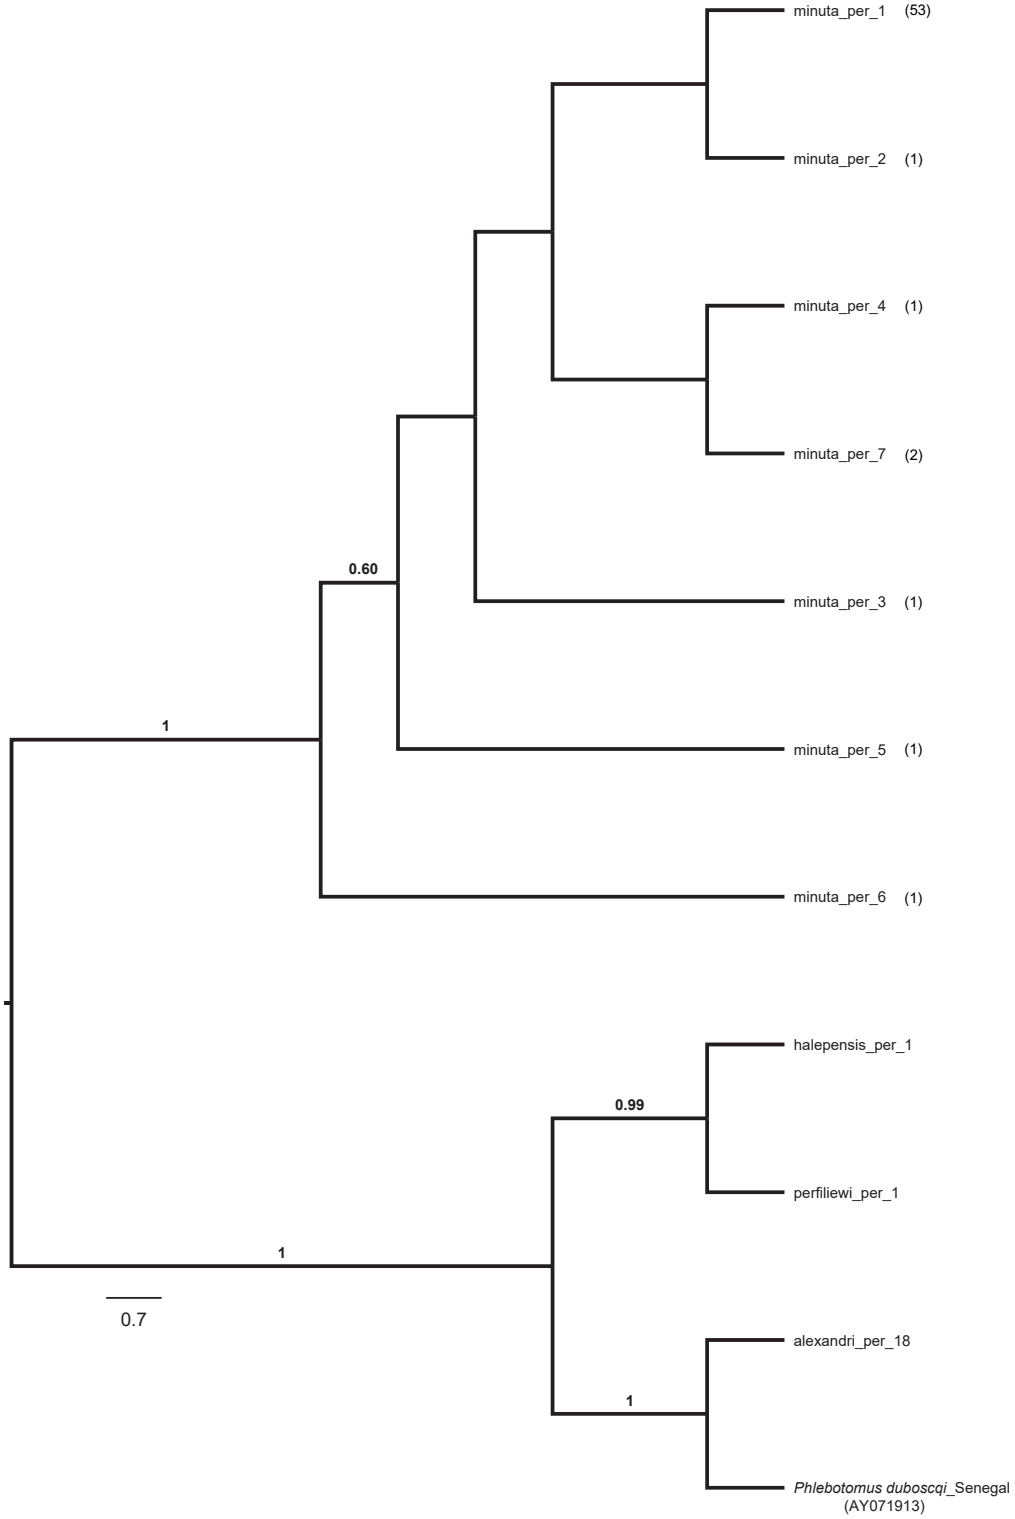 minuta_per_1 (53)
minuta_per_2 (1)
minuta_per_4 (1)
minuta_per_7 (2)
0.60
minuta_per_3 (1)
1
minuta_per_5 (1)
minuta_per_6 (1)
halepensis_per_1
0.99
perfiliewi_per_1
1
0.7
alexandri_per_18
1
Phlebotomus duboscqi_Senegal
(AY071913)